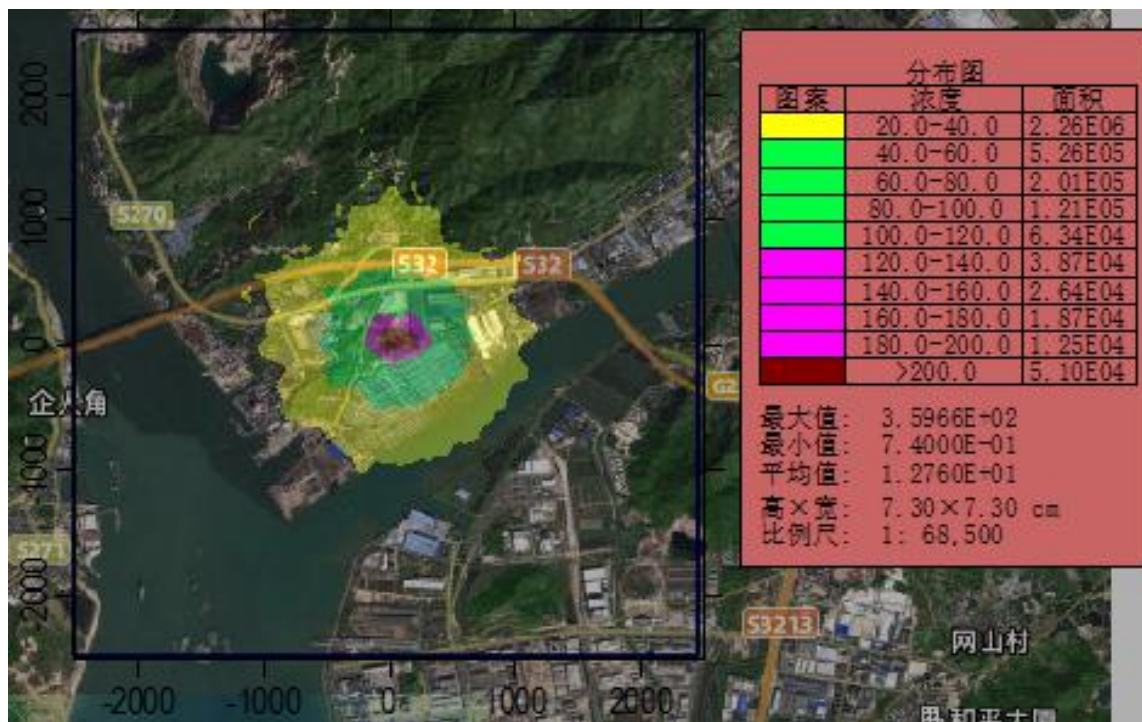 分布图
图案 浓度 面积
20.0-40.0 2.26E06
40.0-60.0 5.26E05
60.0-80.0 2.01E05
80.0-100.0 1.21E05
100.0-120.0 6.34E04
120.0-140.0 3.87E04
140.0-160.0 2.64E04
160.0-180.0 1.87E04
180.0-200.0 1.25E04
>200.0 5.10E04
最大值: 3.5966E+02
最小值: 7.4000E-01
平均值: 1.2760E-01
高×宽: 7.30×7.30 cm
比例尺: 1: 68,500
2000
1000
0
-1000
-2000
S270
S32
S32
G2
企人角
S271
S3213
网山村
-2000 -1000 0 1000 2000